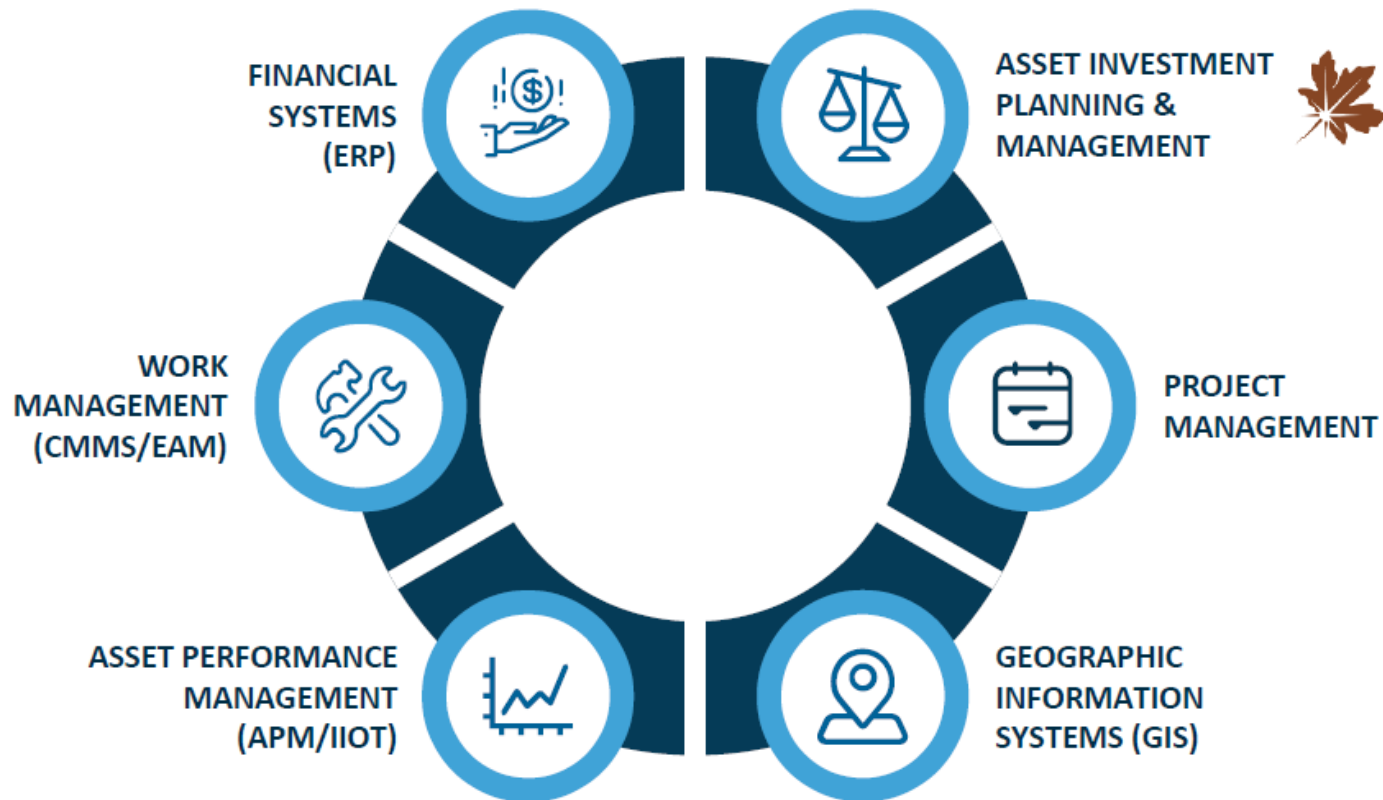 FINANCIAL
SYSTEMS
(ERP)
$
ASSET INVESTMENT
PLANNING &
MANAGEMENT
WORK
MANAGEMENT
(CMMS/EAM)
PROJECT
MANAGEMENT
ASSET PERFORMANCE
MANAGEMENT
(APM/IIOT)
GEOGRAPHIC
INFORMATION
SYSTEMS (GIS)